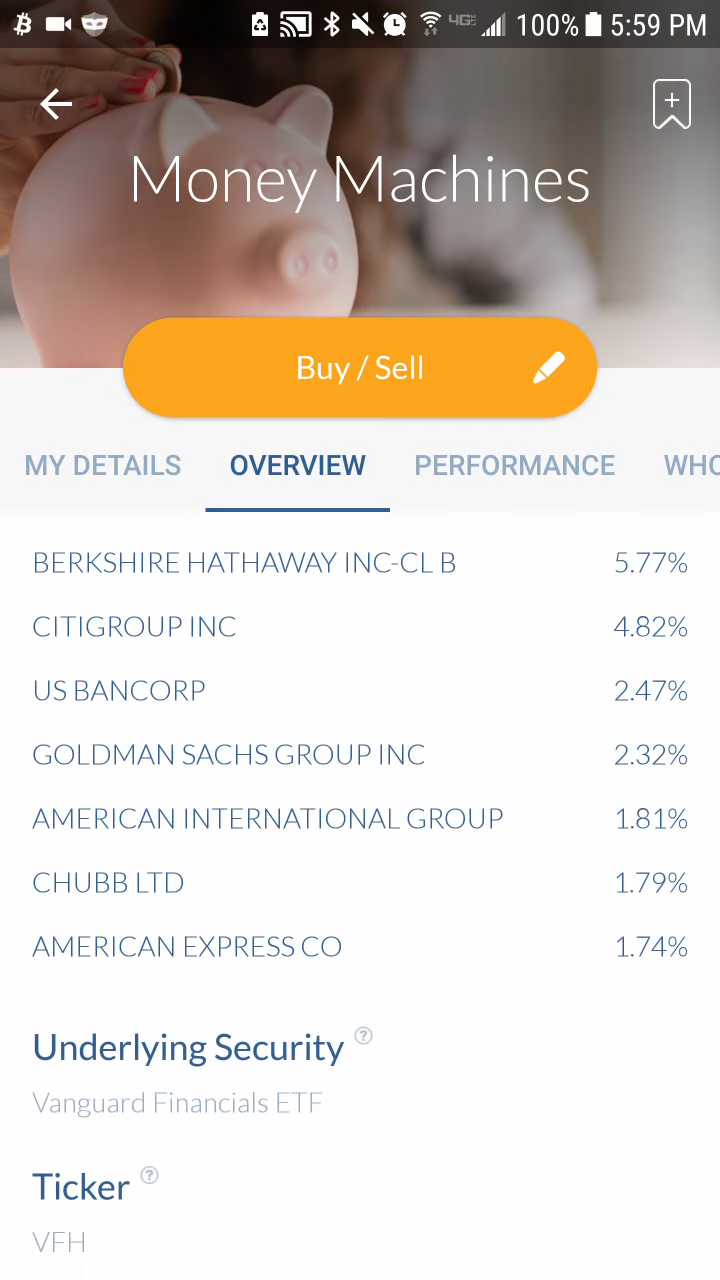 4G 100% 5:59 PM
Money Machines
Buy / Sell
MY DETAILS OVERVIEW PERFORMANCE WHO
BERKSHIRE HATHAWAY INC-CL B 5.77%
CITIGROUP INC 4.82%
US BANCORP 2.47%
GOLDMAN SACHS GROUP INC 2.32%
AMERICAN INTERNATIONAL GROUP 1.81%
CHUBB LTD 1.79%
AMERICAN EXPRESS CO 1.74%
Underlying Security ?
Vanguard Financials ETF
Ticker ?
VFH